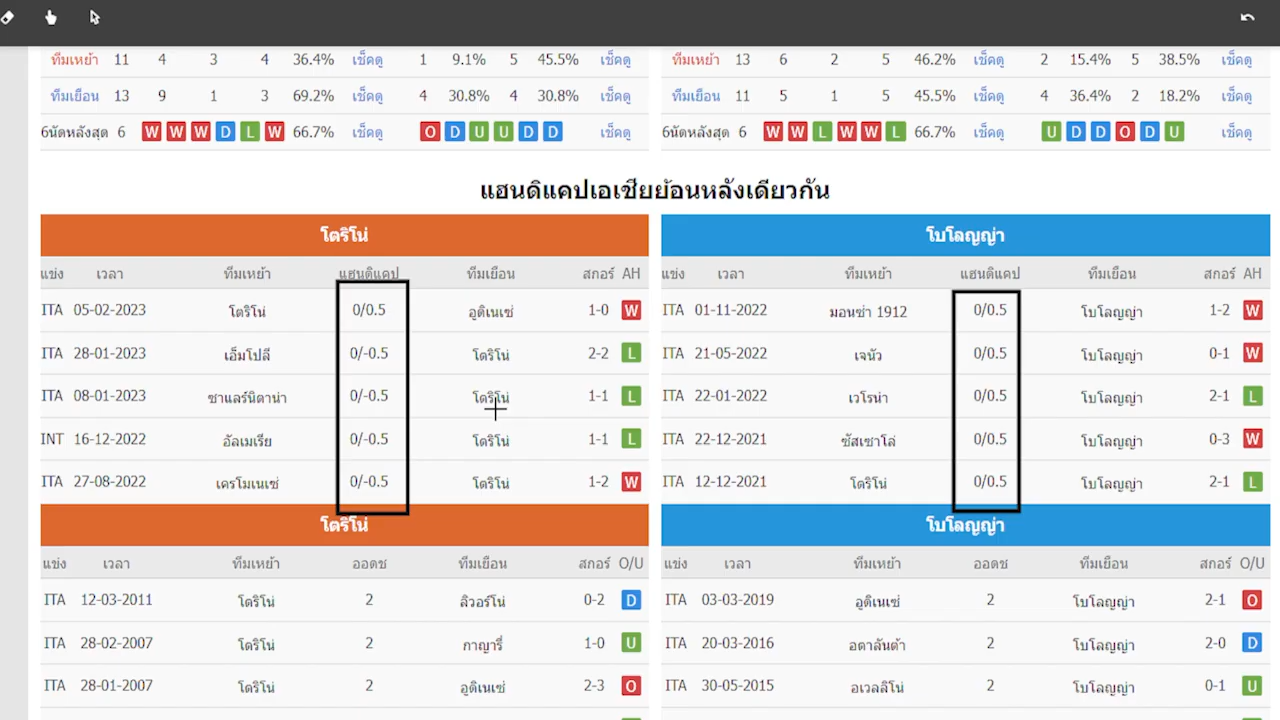 ทีมเหย้า 11 4 3 4 36.4% เช็คดู 1 9.1% 5 45.5% เช็คดู
ทีมเยือน 13 9 1 3 69.2% เช็คดู 4 30.8% 4 30.8% เช็คดู
6นัดหลังสุด 6 W W W D L W 66.7% เช็คดู O D U U D D เช็คดู
ทีมเหย้า 13 6 2 5 46.2% เช็คดู 2 15.4% 5 38.5% เช็คดู
ทีมเยือน 11 5 1 5 45.5% เช็คดู 4 36.4% 2 18.2% เช็คดู
6นัดหลังสุด 6 W W L W W L 66.7% เช็คดู U D D O D U เช็คดู
แฮนดิแคปเอเชียย้อนหลังเดียวกัน
โตริโน่
แข่ง เวลา ทีมเหย้า แฮนดิแคป ทีมเยือน สกอร์ AH
ITA 05-02-2023 โตริโน่ 0/0.5 อูดิเนเซ่ 1-0 W
ITA 28-01-2023 เอ็มโปลี 0/-0.5 โตริโน่ 2-2 L
ITA 08-01-2023 ซาแลร์นิตาน่า 0/-0.5 โตริโน่ 1-1 L
INT 16-12-2022 อัลเมเรีย 0/-0.5 โตริโน่ 1-1 L
ITA 27-08-2022 เครโมเนเซ่ 0/-0.5 โตริโน่ 1-2 W
โบโลญญ่า
แข่ง เวลา ทีมเหย้า แฮนดิแคป ทีมเยือน สกอร์ AH
ITA 01-11-2022 มอนซ่า 1912 0/0.5 โบโลญญ่า 1-2 W
ITA 21-05-2022 เจนัว 0/0.5 โบโลญญ่า 0-1 W
ITA 22-01-2022 เวโรน่า 0/0.5 โบโลญญ่า 2-1 L
ITA 22-12-2021 ซัสเซาโล่ 0/0.5 โบโลญญ่า 0-3 W
ITA 12-12-2021 โตริโน่ 0/0.5 โบโลญญ่า 2-1 L
โตริโน่
แข่ง เวลา ทีมเหย้า ออดซ ทีมเยือน สกอร์ O/U
ITA 12-03-2011 โตริโน่ 2 ลิวอร์โน่ 0-2 D
ITA 28-02-2007 โตริโน่ 2 กาญารี่ 1-0 U
ITA 28-01-2007 โตริโน่ 2 อูดิเนเซ่ 2-3 O
โบโลญญ่า
แข่ง เวลา ทีมเหย้า ออดซ ทีมเยือน สกอร์ O/U
ITA 03-03-2019 อูดิเนเซ่ 2 โบโลญญ่า 2-1 O
ITA 20-03-2016 อตาลันต้า 2 โบโลญญ่า 2-0 D
ITA 30-05-2015 อเวลลิโน่ 2 โบโลญญ่า 0-1 U